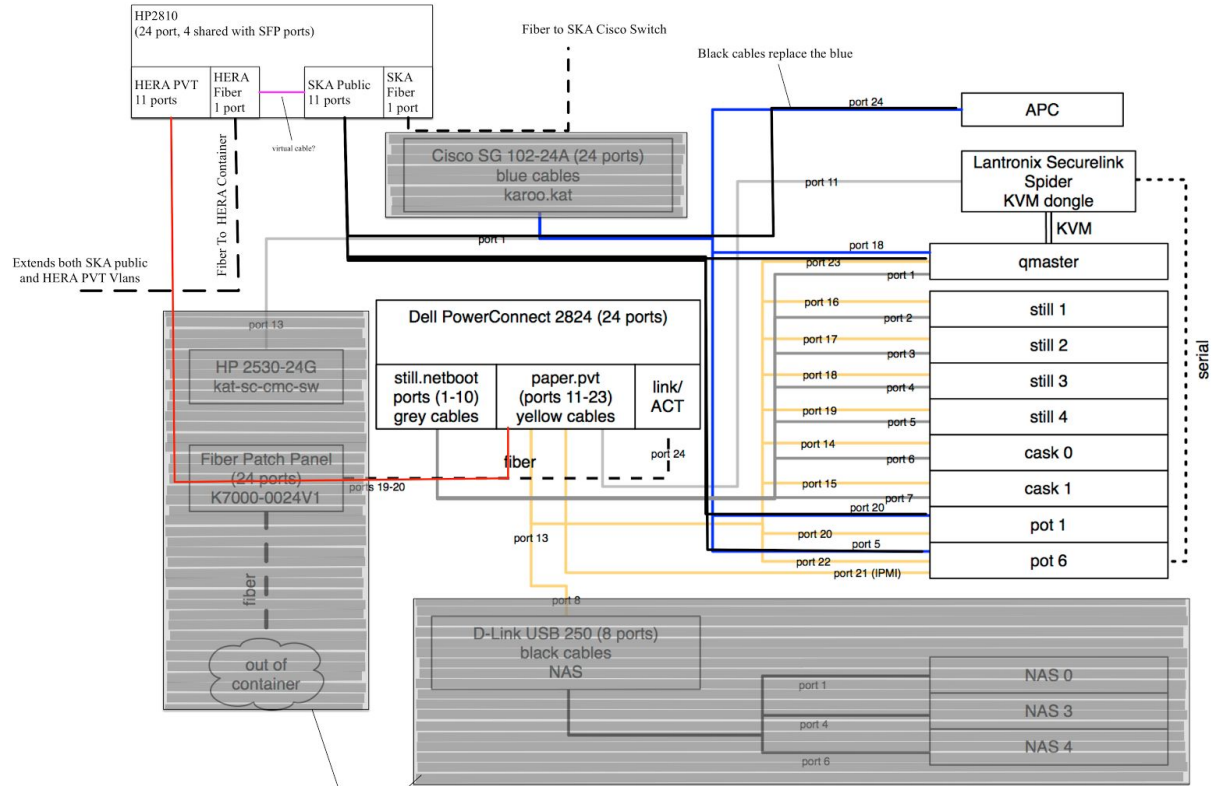 HP2810
(24 port, 4 shared with SFP ports)
HERA PVT
11 ports
HERA
Fiber
1 port
SKA Public
11 ports
SKA
Fiber
1 port
virtual cable?
Fiber to SKA Cisco Switch
Black cables replace the blue
Fiber To HERA Container
Extends both SKA public
and HERA PVT Vlans
Cisco SG 102-24A (24 ports)
blue cables
karoo.kat
port 24
APC
port 11
Lantronix Securelink
Spider
KVM dongle
KVM
serial
port 1
port 18
port 23
port 1
qmaster
port 16
port 2
still 1
port 17
port 3
still 2
port 18
port 4
still 3
port 19
port 5
still 4
port 14
port 6
cask 0
port 15
port 7
cask 1
port 20
port 20
pot 1
port 5
port 22
pot 6
port 21 (IPMI)
port 13
HP 2530-24G
kat-sc-cmc-sw
Dell PowerConnect 2824 (24 ports)
still.netboot
ports (1-10)
grey cables
paper.pvt
(ports 11-23)
yellow cables
link/
ACT
port 24
fiber
Fiber Patch Panel
(24 ports)
K7000-0024V1
ports 19-20
port 13
fiber
out of
container
port 8
D-Link USB 250 (8 ports)
black cables
NAS
port 1
NAS 0
port 4
NAS 3
port 6
NAS 4